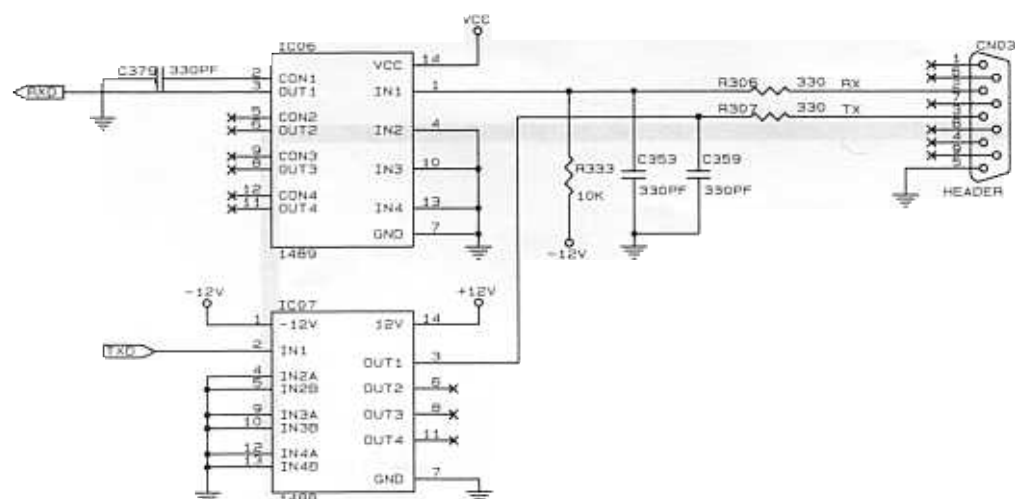 VCC
IC06
CN03
C379 330PF
2 CON1
3 OUT1
CON2
OUT2
CON3
OUT3
12 CON4
11 OUT4
VCC 14
IN1 1
IN2 4
IN3 10
IN4 13
GND 7
1489
RXD
R306 330 RX
R307 330 TX
R333
10K
-12V
C353
330PF
C359
330PF
HEADER
-12V
IC07
+12V
1 -12V
2 IN1
4 IN2A
5 IN2B
9 IN3A
10 IN3B
12 IN4A
13 IN4B
12V 14
OUT1 3
OUT2 6
OUT3 8
OUT4 11
GND 7
TXD
1488